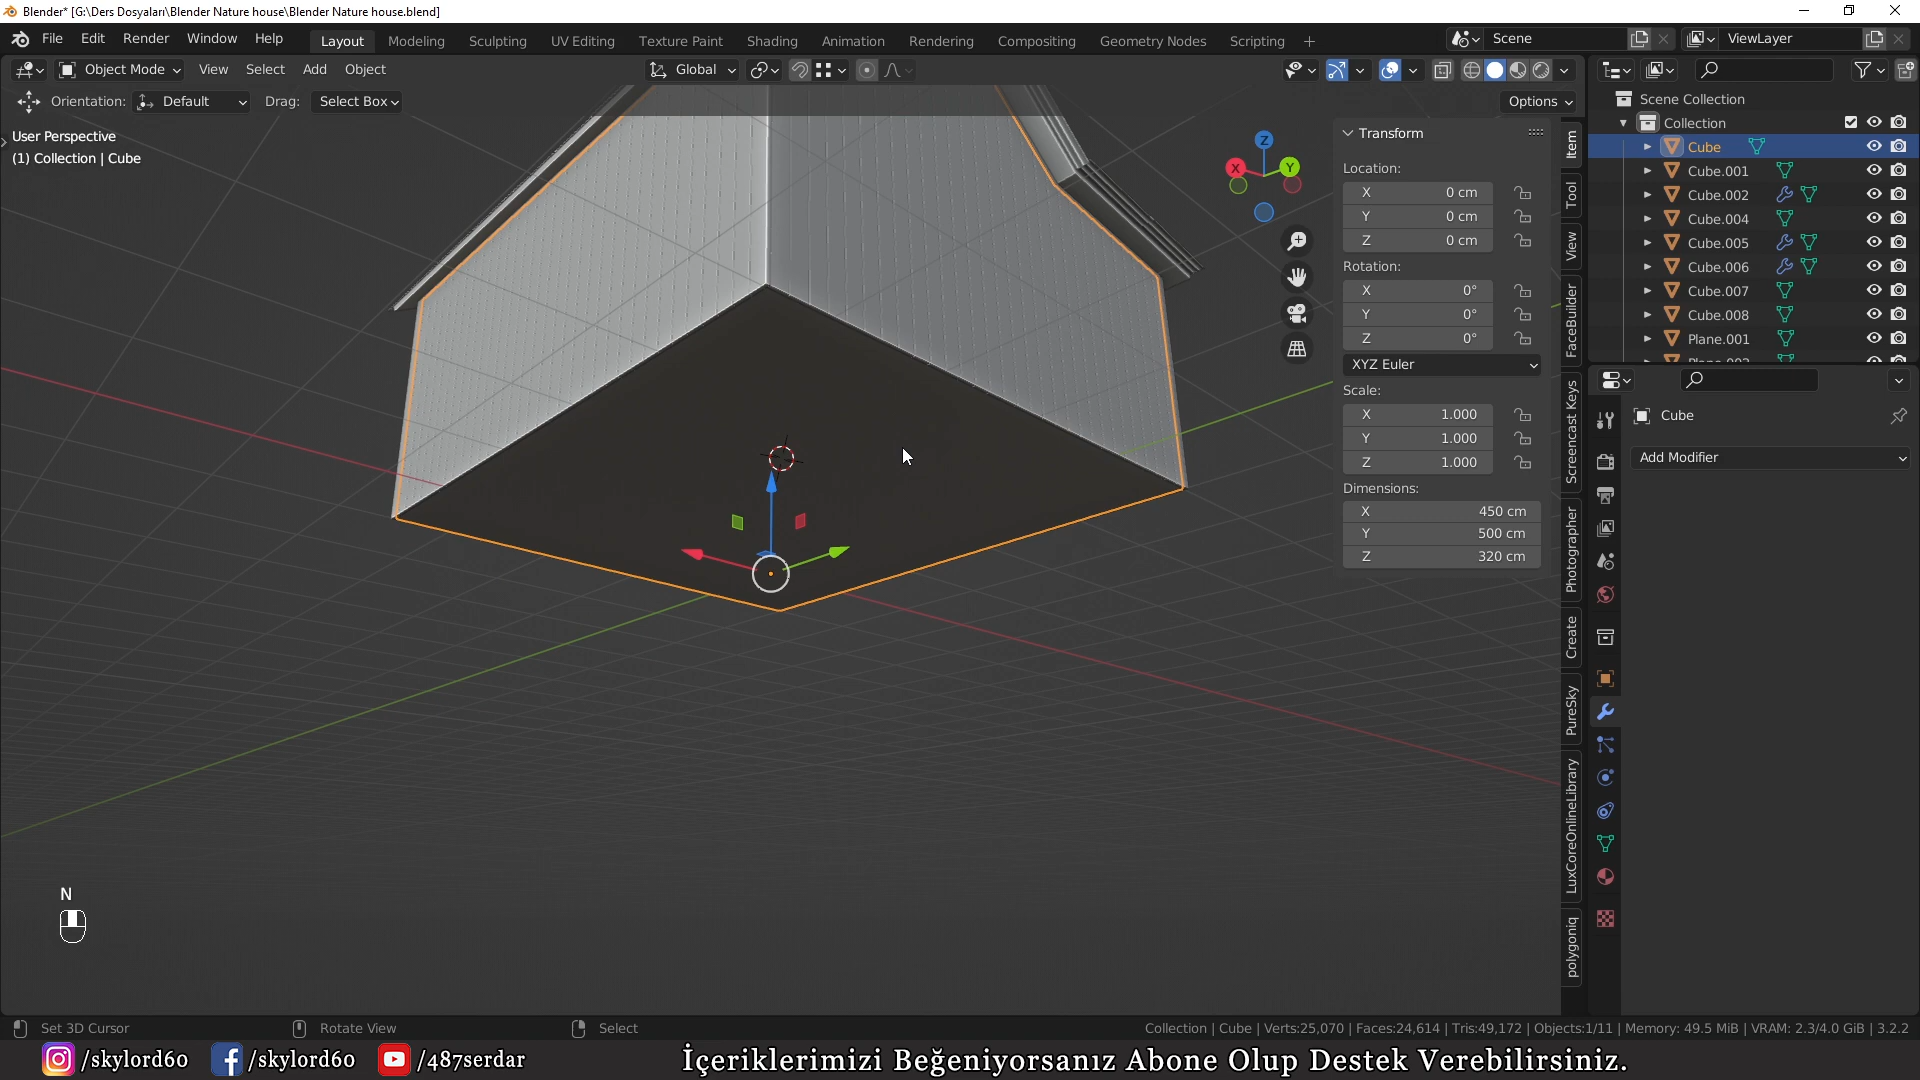 Blender* [G:\Ders Dosyaları\Blender Nature house\Blender Nature house.blend]
File Edit Render Window Help Layout Modeling Sculpting UV Editing Texture Paint Shading Animation Rendering Compositing Geometry Nodes Scripting + Scene ViewLayer
Object Mode View Select Add Object Global
Orientation: Default Drag: Select Box Options
User Perspective
(1) Collection | Cube
Z
X
Y
Transform
Location:
X 0 cm
Y 0 cm
Z 0 cm
Rotation:
X 0°
Y 0°
Z 0°
XYZ Euler
Scale:
X 1.000
Y 1.000
Z 1.000
Dimensions:
X 450 cm
Y 500 cm
Z 320 cm
Item
Tool
View
FaceBuilder
Screencast Keys
Photographer
Create
PureSky
LuxCoreOnlineLibrary
polygoniq
Scene Collection
Collection
Cube
Cube.001
Cube.002
Cube.004
Cube.005
Cube.006
Cube.007
Cube.008
Plane.001
Cube
Add Modifier
N
Set 3D Cursor Rotate View Select Collection | Cube | Verts:25,070 | Faces:24,614 | Tris:49,172 | Objects:1/11 | Memory: 49.5 MiB | VRAM: 2.3/4.0 GiB | 3.2.2
/skylord60 /skylord60 /487serdar İçeriklerimizi Beğeniyorsanız Abone Olup Destek Verebilirsiniz.